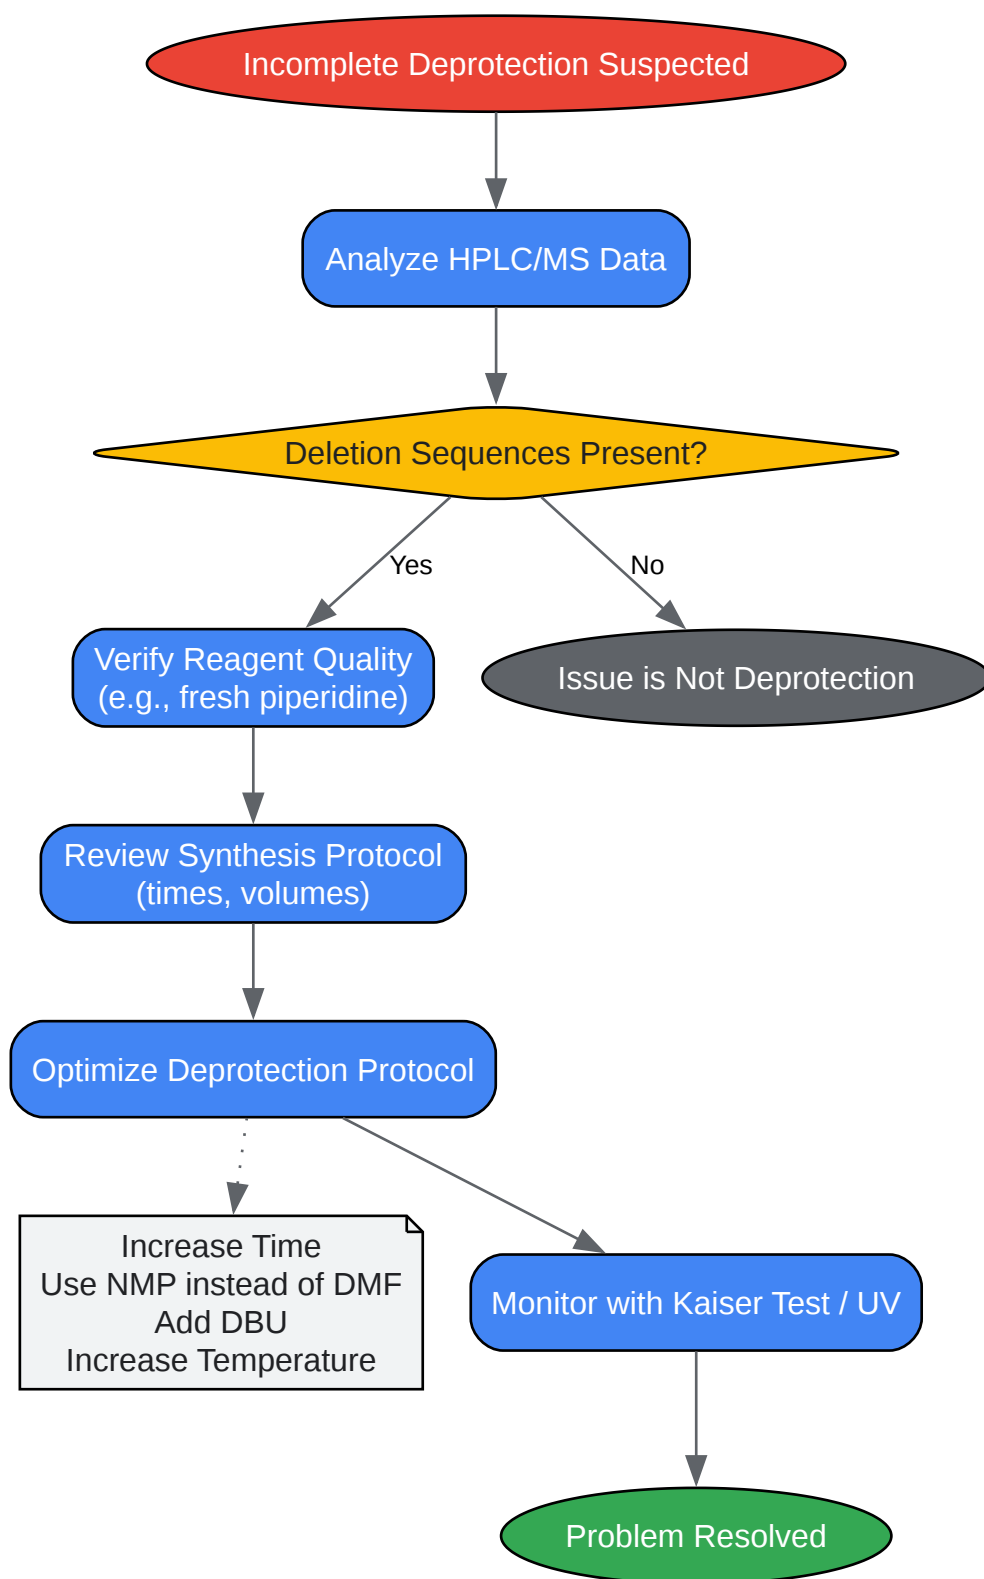 Incomplete Deprotection Suspected
Analyze HPLC/MS Data
Deletion Sequences Present?
Yes
No
Verify Reagent Quality
(e.g., fresh piperidine)
Issue is Not Deprotection
Review Synthesis Protocol
(times, volumes)
Optimize Deprotection Protocol
Increase Time
Use NMP instead of DMF
Add DBU
Increase Temperature
Monitor with Kaiser Test / UV
Problem Resolved